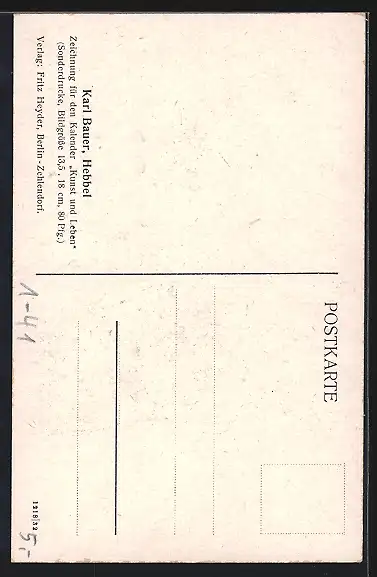 Karl Bauer, Hebbel
Zeichnung für den Kalender „Kunst und Leben“
(Sonderdrucke, Bildgröße 13,5 . 18 cm, 80 Pfg.)
Verlag: Fritz Heyder, Berlin-Zehlendorf.
POSTKARTE
1-41
1218|32
5,-